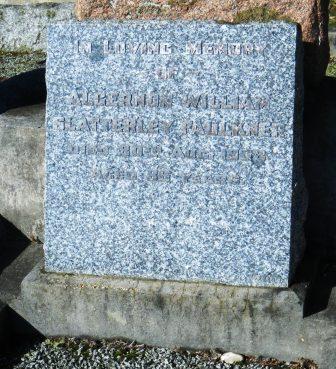 In Loving Memory
of
Algernon William
Slatterley Faulkner
Died
Aged Years